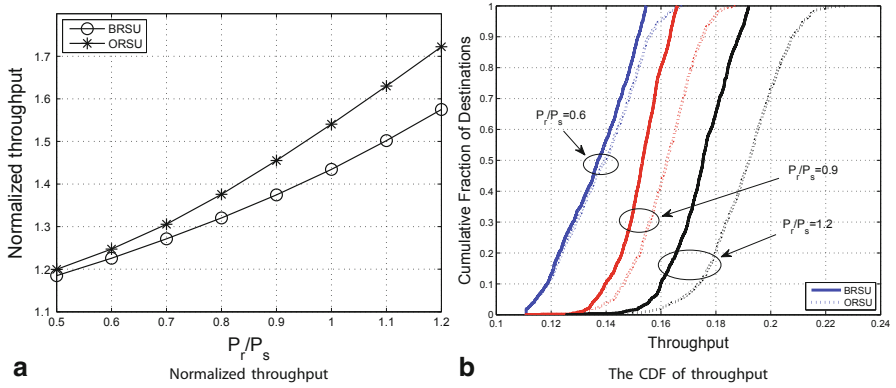 BRSU
ORSU
Normalized throughput
1.7
1.6
1.5
1.4
1.3
1.2
1.1
0.5 0.6 0.7 0.8 0.9 1 1.1 1.2
Pr/Ps
a
Normalized throughput
Cumulative Fraction of Destinations
1
0.9
0.8
0.7
0.6
0.5
0.4
0.3
0.2
0.1
0
Pr/Ps=0.6
Pr/Ps=0.9
Pr/Ps=1.2
BRSU
ORSU
0.1 0.12 0.14 0.16 0.18 0.2 0.22 0.24
Throughput
b
The CDF of throughput